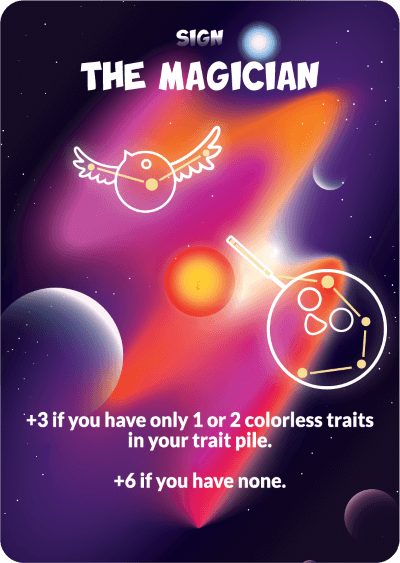 SIGN
THE MAGICIAN
+3 if you have only 1 or 2 colorless traits
in your trait pile.
+6 if you have none.